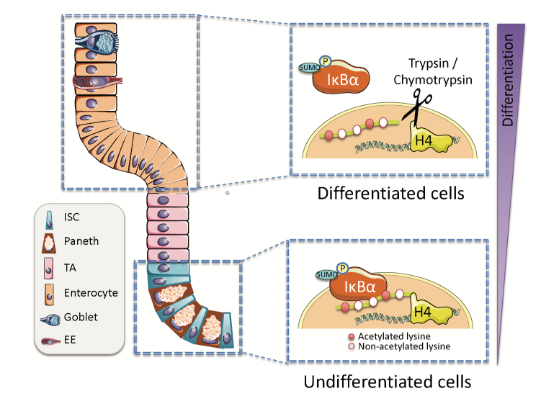 SUMO
P
IκBα
Trypsin /
Chymotrypsin
H4
Differentiated cells
Differentiation
ISC
Paneth
TA
Enterocyte
Goblet
EE
SUMO
P
IκBα
H4
Acetylated lysine
Non-acetylated lysine
Undifferentiated cells